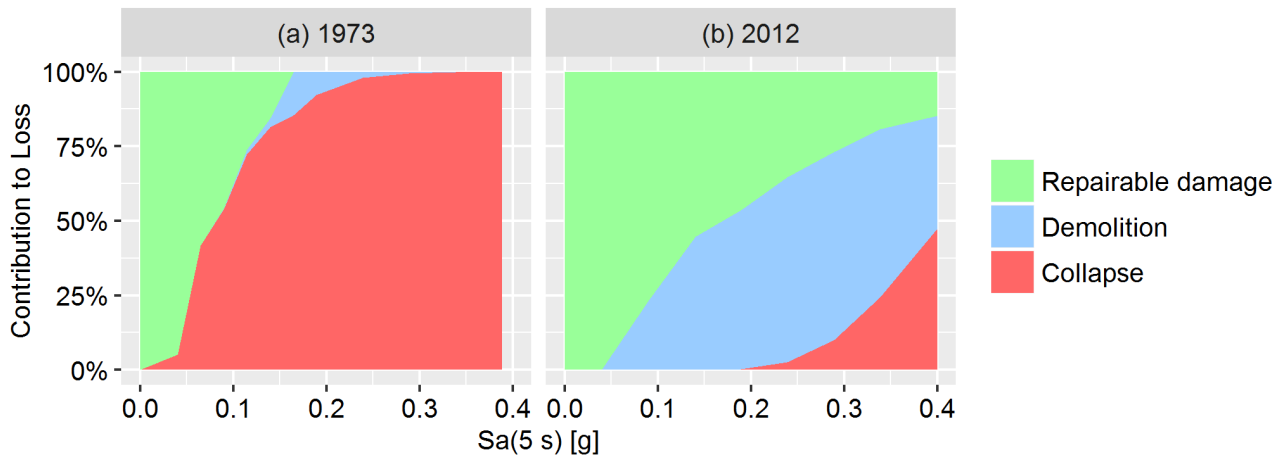 (a) 1973
(b) 2012
Contribution to Loss
100%
75%
50%
25%
0%
0.0 0.1 0.2 0.3 0.4
0.0 0.1 0.2 0.3 0.4
Sa(5 s) [g]
Repairable damage
Demolition
Collapse